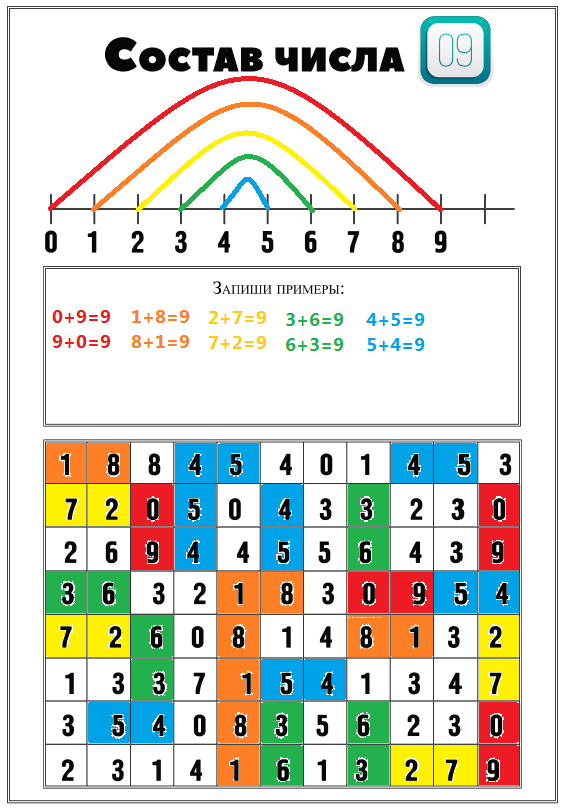 Состав числа 09
0 1 2 3 4 5 6 7 8 9
Запиши примеры:
0+9=9 1+8=9 2+7=9 3+6=9 4+5=9
9+0=9 8+1=9 7+2=9 6+3=9 5+4=9
1 8 8 4 5 4 0 1 4 5 3
7 2 0 5 0 4 3 3 2 3 0
2 6 9 4 4 5 5 6 4 3 9
3 6 3 2 1 8 3 0 9 5 4
7 2 6 0 8 1 4 8 1 3 2
1 3 3 7 1 5 4 1 3 4 7
3 5 4 0 8 3 5 6 2 3 0
2 3 1 4 1 6 1 3 2 7 9